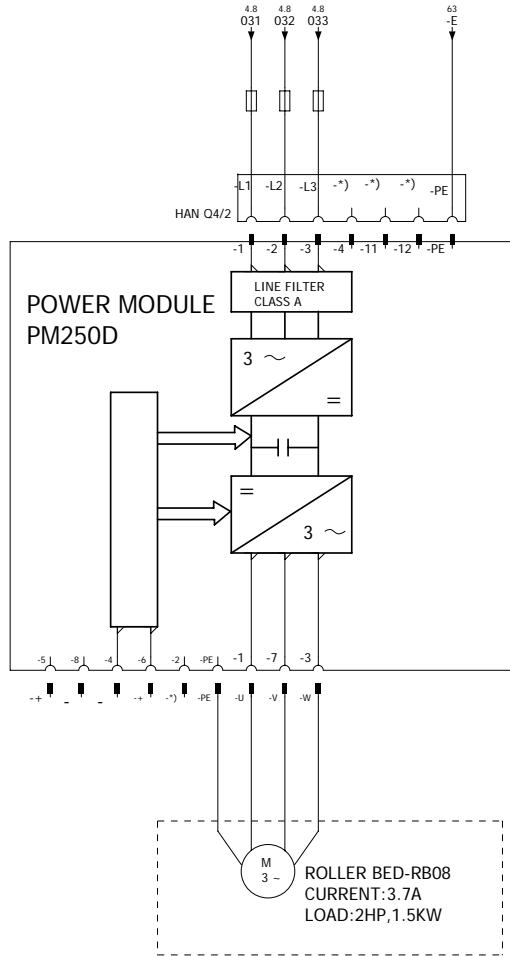 4.8 4.8 4.8 63
031 032 033 -E
-L1 -L2 -L3 -*) -*) -*) -PE
HAN Q4/2
-1 -2 -3 -4 -11 -12 -PE
LINE FILTER
CLASS A
POWER MODULE
PM250D
3 ~
=
=
3 ~
-5 -8 -4 -6 -2 -PE -1 -7 -3
-+ - - -+ -*) -PE -U -V -W
M
3 ~
ROLLER BED-RB08
CURRENT:3.7A
LOAD:2HP,1.5KW